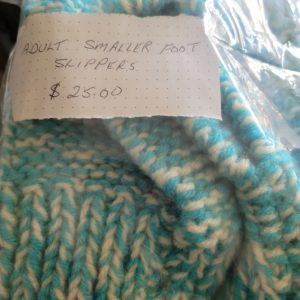 ADULT SMALLER FOOT
SLIPPERS
$ 25.00